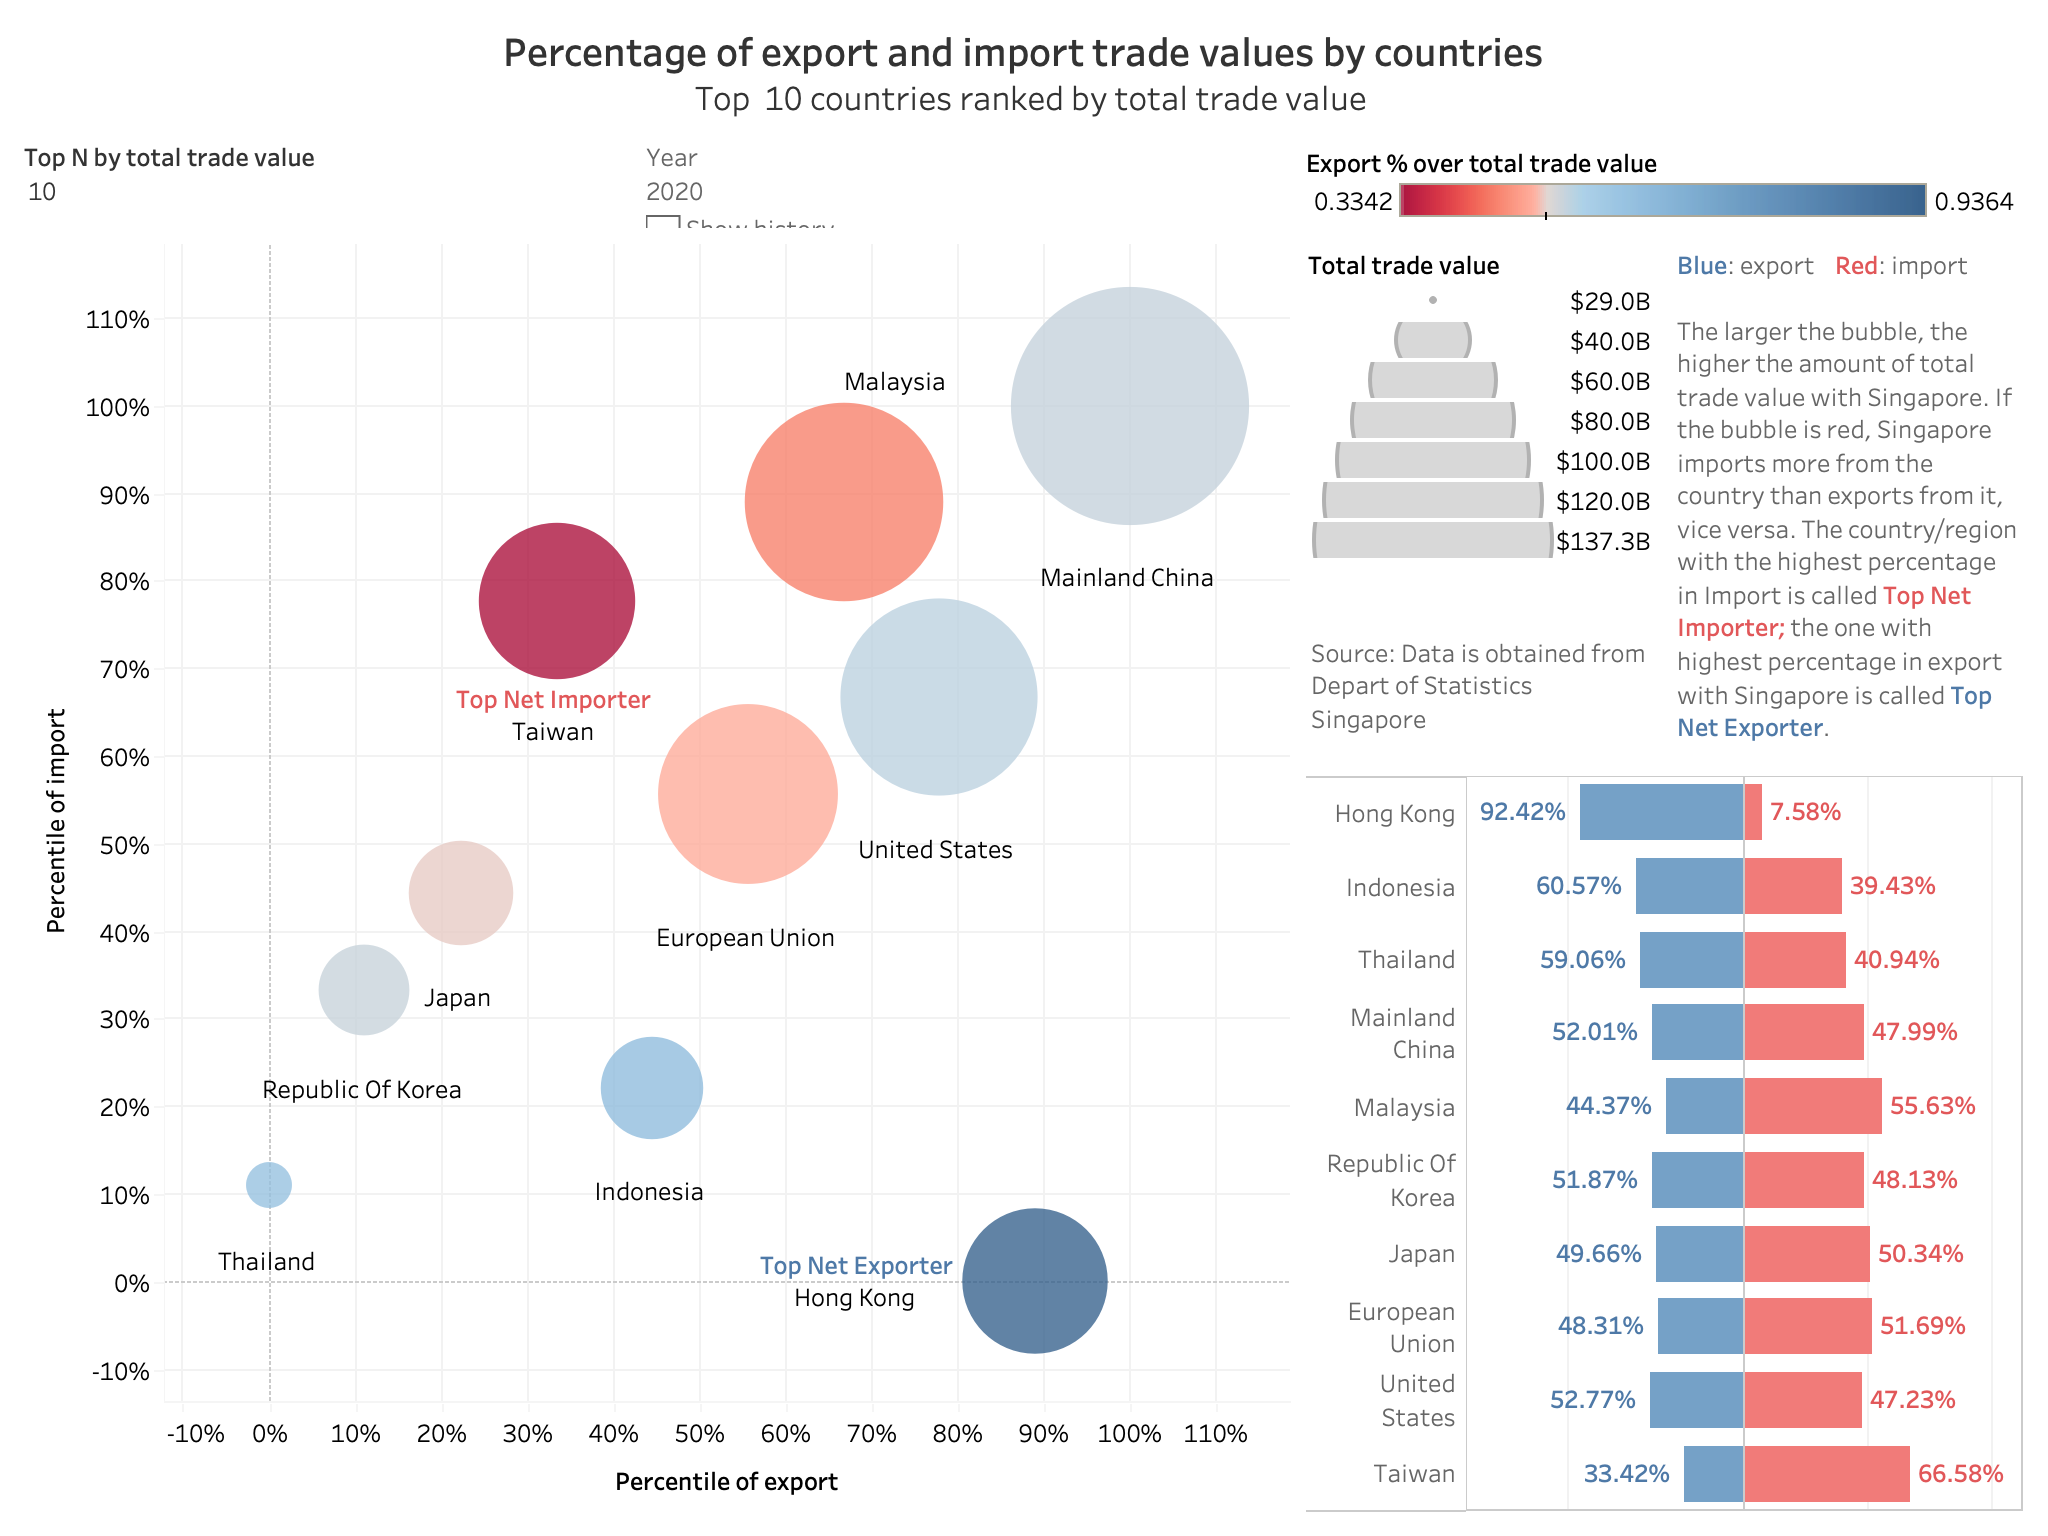 Percentage of export and import trade values by countries
Top 10 countries ranked by total trade value
Top N by total trade value
10
Year
2020
Show history
Export % over total trade value
0.3342
0.9364
Total trade value
$29.0B
$40.0B
$60.0B
$80.0B
$100.0B
$120.0B
$137.3B
Blue: export Red: import
The larger the bubble, the
higher the amount of total
trade value with Singapore. If
the bubble is red, Singapore
imports more from the
country than exports from it,
vice versa. The country/region
with the highest percentage
in Import is called Top Net
Importer; the one with
highest percentage in export
with Singapore is called Top
Net Exporter.
Source: Data is obtained from
Depart of Statistics
Singapore
Percentile of import
110%
100%
90%
80%
70%
60%
50%
40%
30%
20%
10%
0%
-10%
Malaysia
Mainland China
Top Net Importer
Taiwan
United States
European Union
Japan
Republic Of Korea
Indonesia
Thailand
Top Net Exporter
Hong Kong
-10% 0% 10% 20% 30% 40% 50% 60% 70% 80% 90% 100% 110%
Percentile of export
Hong Kong 92.42% 7.58%
Indonesia 60.57% 39.43%
Thailand 59.06% 40.94%
Mainland
China
52.01% 47.99%
Malaysia 44.37% 55.63%
Republic Of
Korea
51.87% 48.13%
Japan 49.66% 50.34%
European
Union
48.31% 51.69%
United
States
52.77% 47.23%
Taiwan 33.42% 66.58%